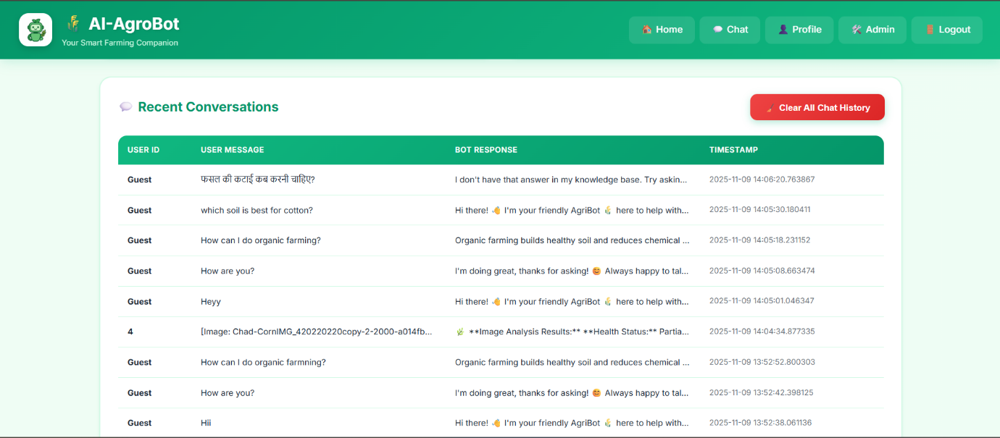 AI-AgroBot
Your Smart Farming Companion
Home Chat Profile Admin Logout
Recent Conversations
Clear All Chat History
USER ID USER MESSAGE BOT RESPONSE TIMESTAMP
Guest फसल की कटाई कब करनी चाहिए? I don't have that answer in my knowledge base. Try askin... 2025-11-09 14:06:20.763867
Guest which soil is best for cotton? Hi there! 👋 I'm your friendly AgriBot 🌾 here to help with... 2025-11-09 14:05:30.180411
Guest How can I do organic farming? Organic farming builds healthy soil and reduces chemical ... 2025-11-09 14:05:18.231152
Guest How are you? I'm doing great, thanks for asking! 😊 Always happy to tal... 2025-11-09 14:05:08.663474
Guest Heyy Hi there! 👋 I'm your friendly AgriBot 🌾 here to help with... 2025-11-09 14:05:01.046347
4 [Image: Chad-CornIMG_420220220copy-2-2000-a014fb... 🌿 **Image Analysis Results:** **Health Status:** Partia... 2025-11-09 14:04:34.877335
Guest How can I do organic farmning? Organic farming builds healthy soil and reduces chemical ... 2025-11-09 13:52:52.800303
Guest How are you? I'm doing great, thanks for asking! 😊 Always happy to tal... 2025-11-09 13:52:42.398125
Guest Hii Hi there! 👋 I'm your friendly AgriBot 🌾 here to help with... 2025-11-09 13:52:38.061136